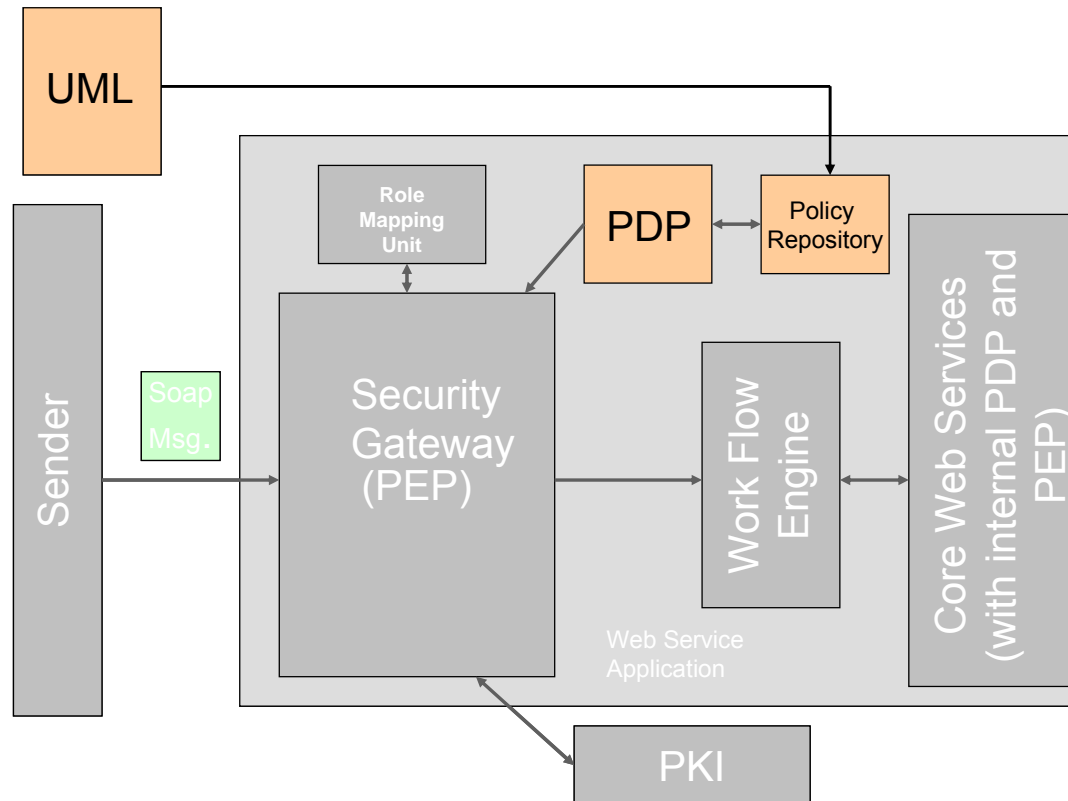 UML
Role
Mapping
Unit
PDP
Policy
Repository
Sender
Soap
Msg.
Security
Gateway
(PEP)
Work Flow
Engine
Core Web Services
(with internal PDP and
PEP)
Web Service
Application
PKI